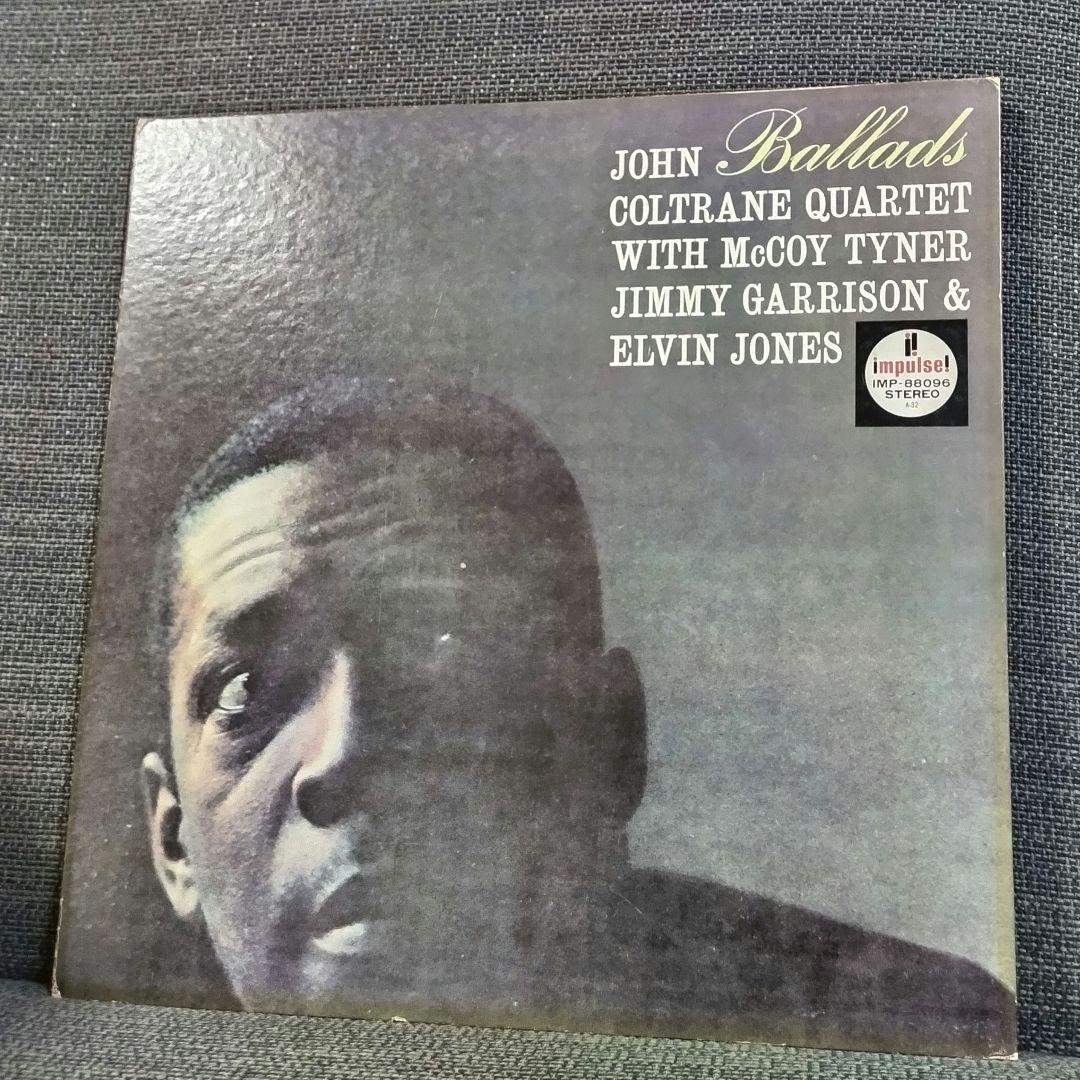 JOHN Ballads
COLTRANE QUARTET
WITH McCOY TYNER
JIMMY GARRISON &
ELVIN JONES
i!
impulse!
IMP-88096
STEREO
A-32